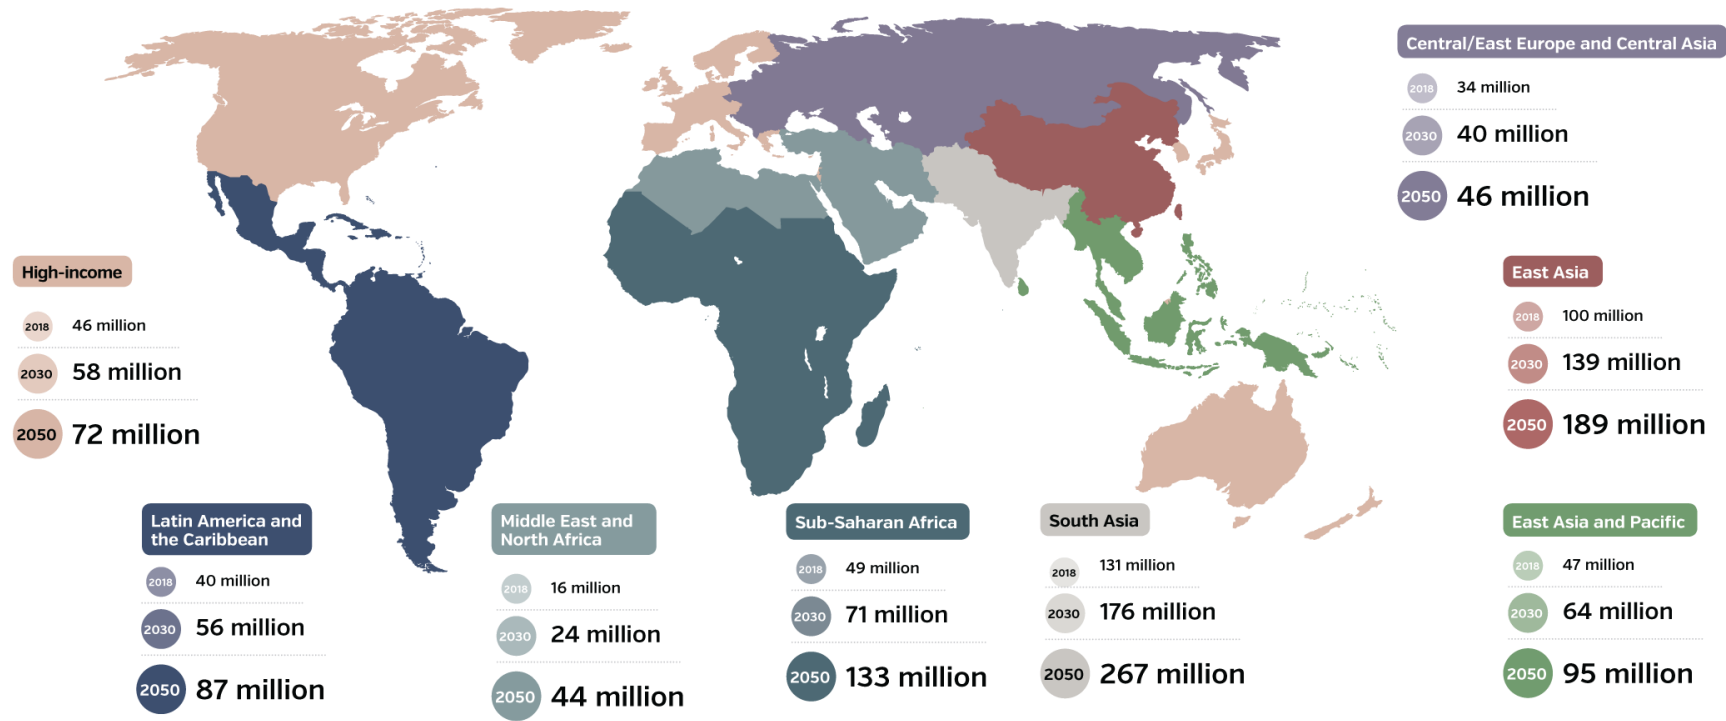 Central/East Europe and Central Asia
2018 34 million
2030 40 million
2050 46 million
High-income
2018 46 million
2030 58 million
2050 72 million
East Asia
2018 100 million
2030 139 million
2050 189 million
Latin America and
the Caribbean
2018 40 million
2030 56 million
2050 87 million
Middle East and
North Africa
2018 16 million
2030 24 million
2050 44 million
Sub-Saharan Africa
2018 49 million
2030 71 million
2050 133 million
South Asia
2018 131 million
2030 176 million
2050 267 million
East Asia and Pacific
2018 47 million
2030 64 million
2050 95 million